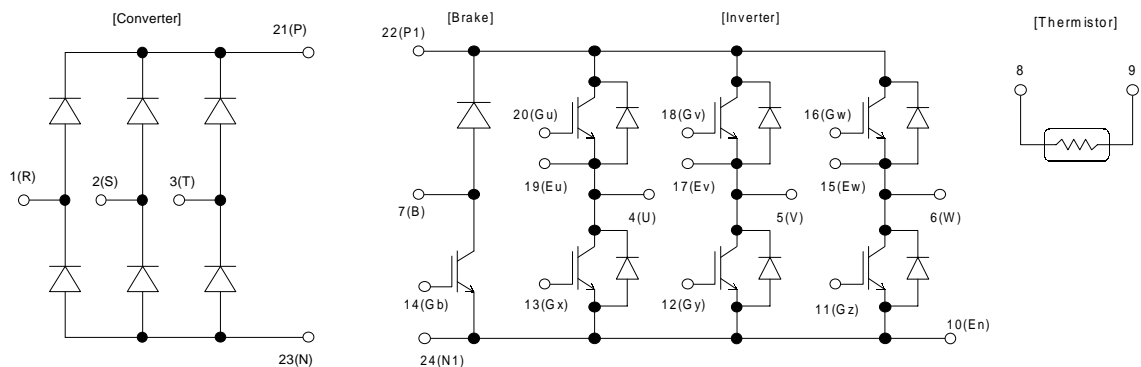 [Converter]
[Brake]
[Inverter]
[Thermistor]
21(P)
22(P1)
8
9
20(Gu)
18(Gv)
16(Gw)
1(R)
2(S)
3(T)
19(Eu)
17(Ev)
15(Ew)
7(B)
4(U)
5(V)
6(W)
14(Gb)
13(Gx)
12(Gy)
11(Gz)
10(En)
23(N)
24(N1)